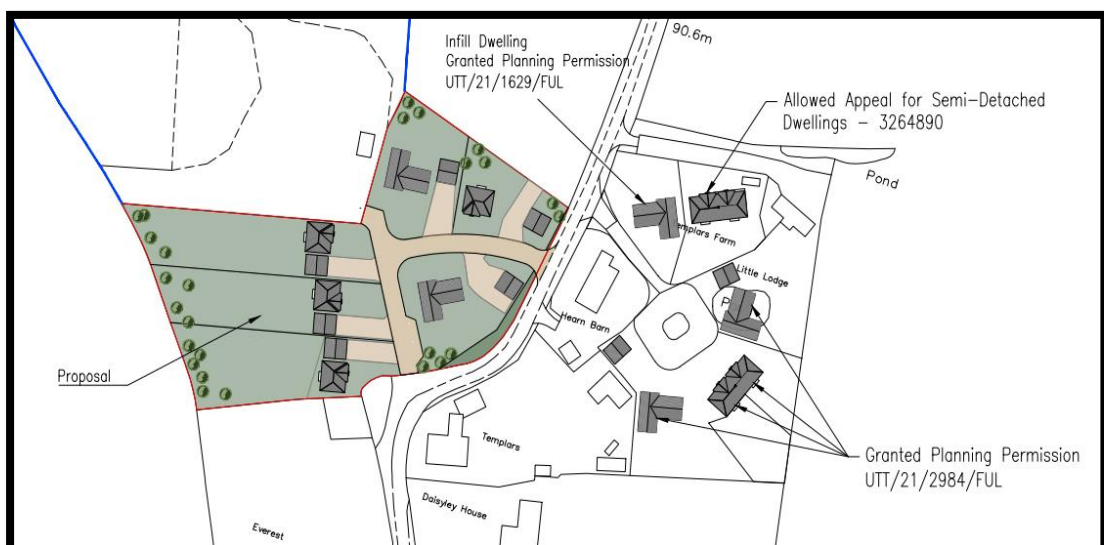 90.6m
Infill Dwelling
Granted Planning Permission
UTT/21/1629/FUL
Allowed Appeal for Semi-Detached
Dwellings - 3264890
Pond
Templars Farm
Little Lodge
P
Hearn Barn
Proposal
Templars
Granted Planning Permission
UTT/21/2984/FUL
Daisyley House
Everest